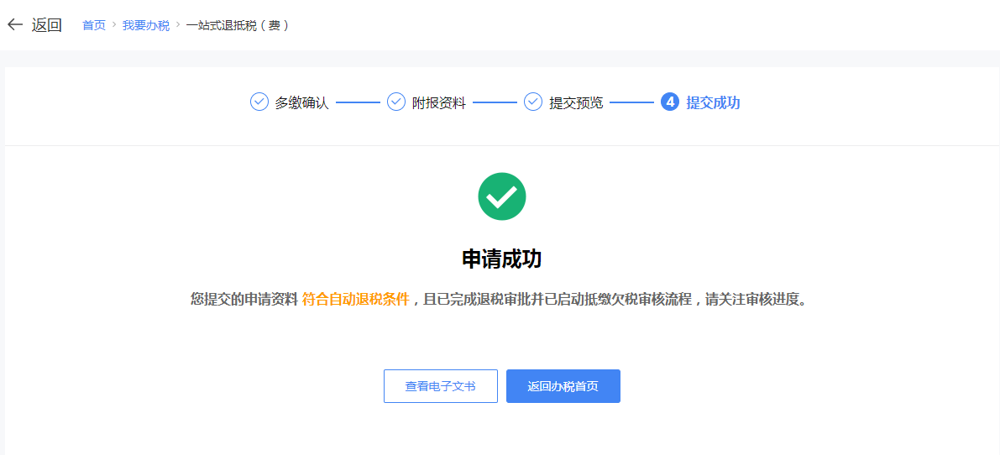 返回 首页 > 我要办税 > 一站式退抵税（费）
多缴确认 附报资料 提交预览 4 提交成功
申请成功
您提交的申请资料 符合自动退税条件，且已完成退税审批并已启动抵缴欠税审核流程，请关注审核进度。
查看电子文书 返回办税首页